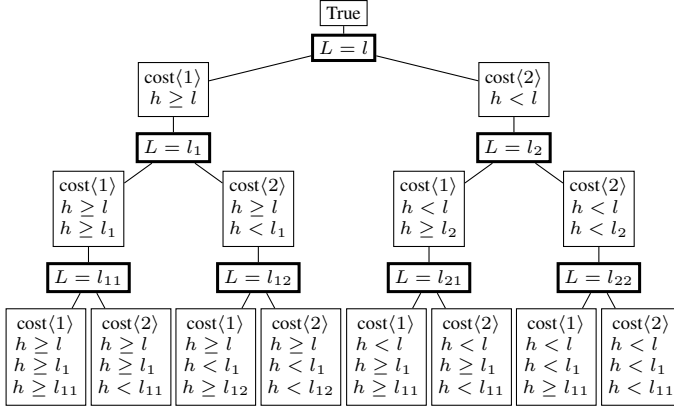 True
L = l
cost⟨1⟩
h ≥ l
cost⟨2⟩
h < l
L = l₁
L = l₂
cost⟨1⟩
h ≥ l
h ≥ l₁
cost⟨2⟩
h ≥ l
h < l₁
cost⟨1⟩
h < l
h ≥ l₂
cost⟨2⟩
h < l
h < l₂
L = l₁₁
L = l₁₂
L = l₂₁
L = l₂₂
cost⟨1⟩
h ≥ l
h ≥ l₁
h ≥ l₁₁
cost⟨2⟩
h ≥ l
h ≥ l₁
h < l₁₁
cost⟨1⟩
h ≥ l
h < l₁
h ≥ l₁₂
cost⟨2⟩
h ≥ l
h < l₁
h < l₁₂
cost⟨1⟩
h < l
h ≥ l₁
h ≥ l₁₁
cost⟨2⟩
h < l
h ≥ l₁
h < l₁₁
cost⟨1⟩
h < l
h < l₁
h ≥ l₁₁
cost⟨2⟩
h < l
h < l₁
h < l₁₁